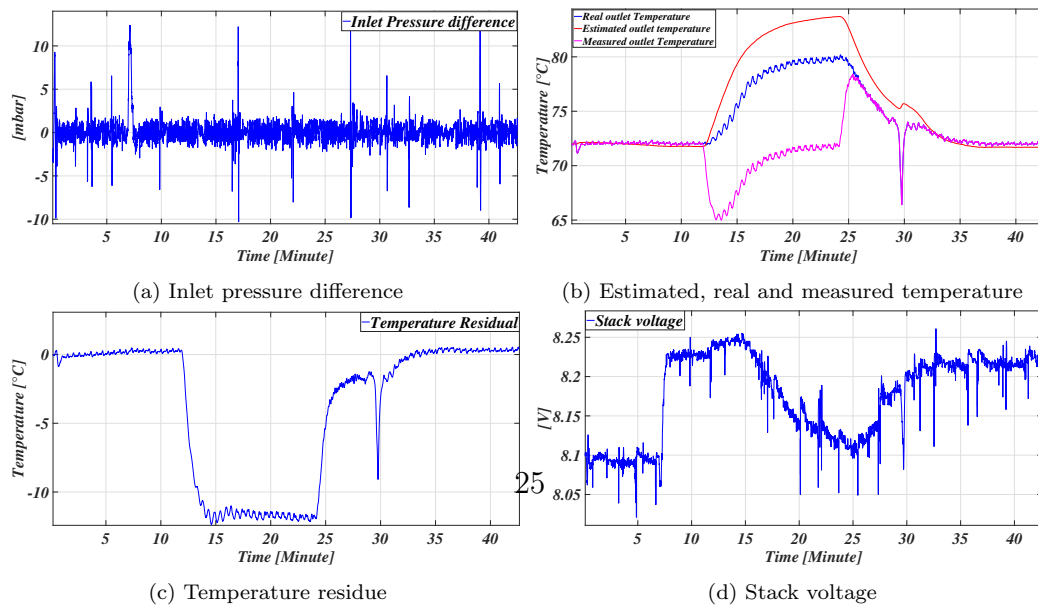 Inlet Pressure difference
[mbar]
10
5
0
-5
-10
5 10 15 20 25 30 35 40
Time [Minute]
(a) Inlet pressure difference
Real outlet Temperature
Estimated outlet temperature
Measured outlet Temperature
Temperature [°C]
80
72
65
5 10 15 20 25 30 35 40
Time [Minute]
(b) Estimated, real and measured temperature
Temperature Residual
Temperature [°C]
0
-5
-10
5 10 15 20 25 30 35 40
Time [Minute]
(c) Temperature residue
25
Stack voltage
[V]
8.25
8.2
8.15
8.1
8.05
5 10 15 20 25 30 35 40
Time [Minute]
(d) Stack voltage